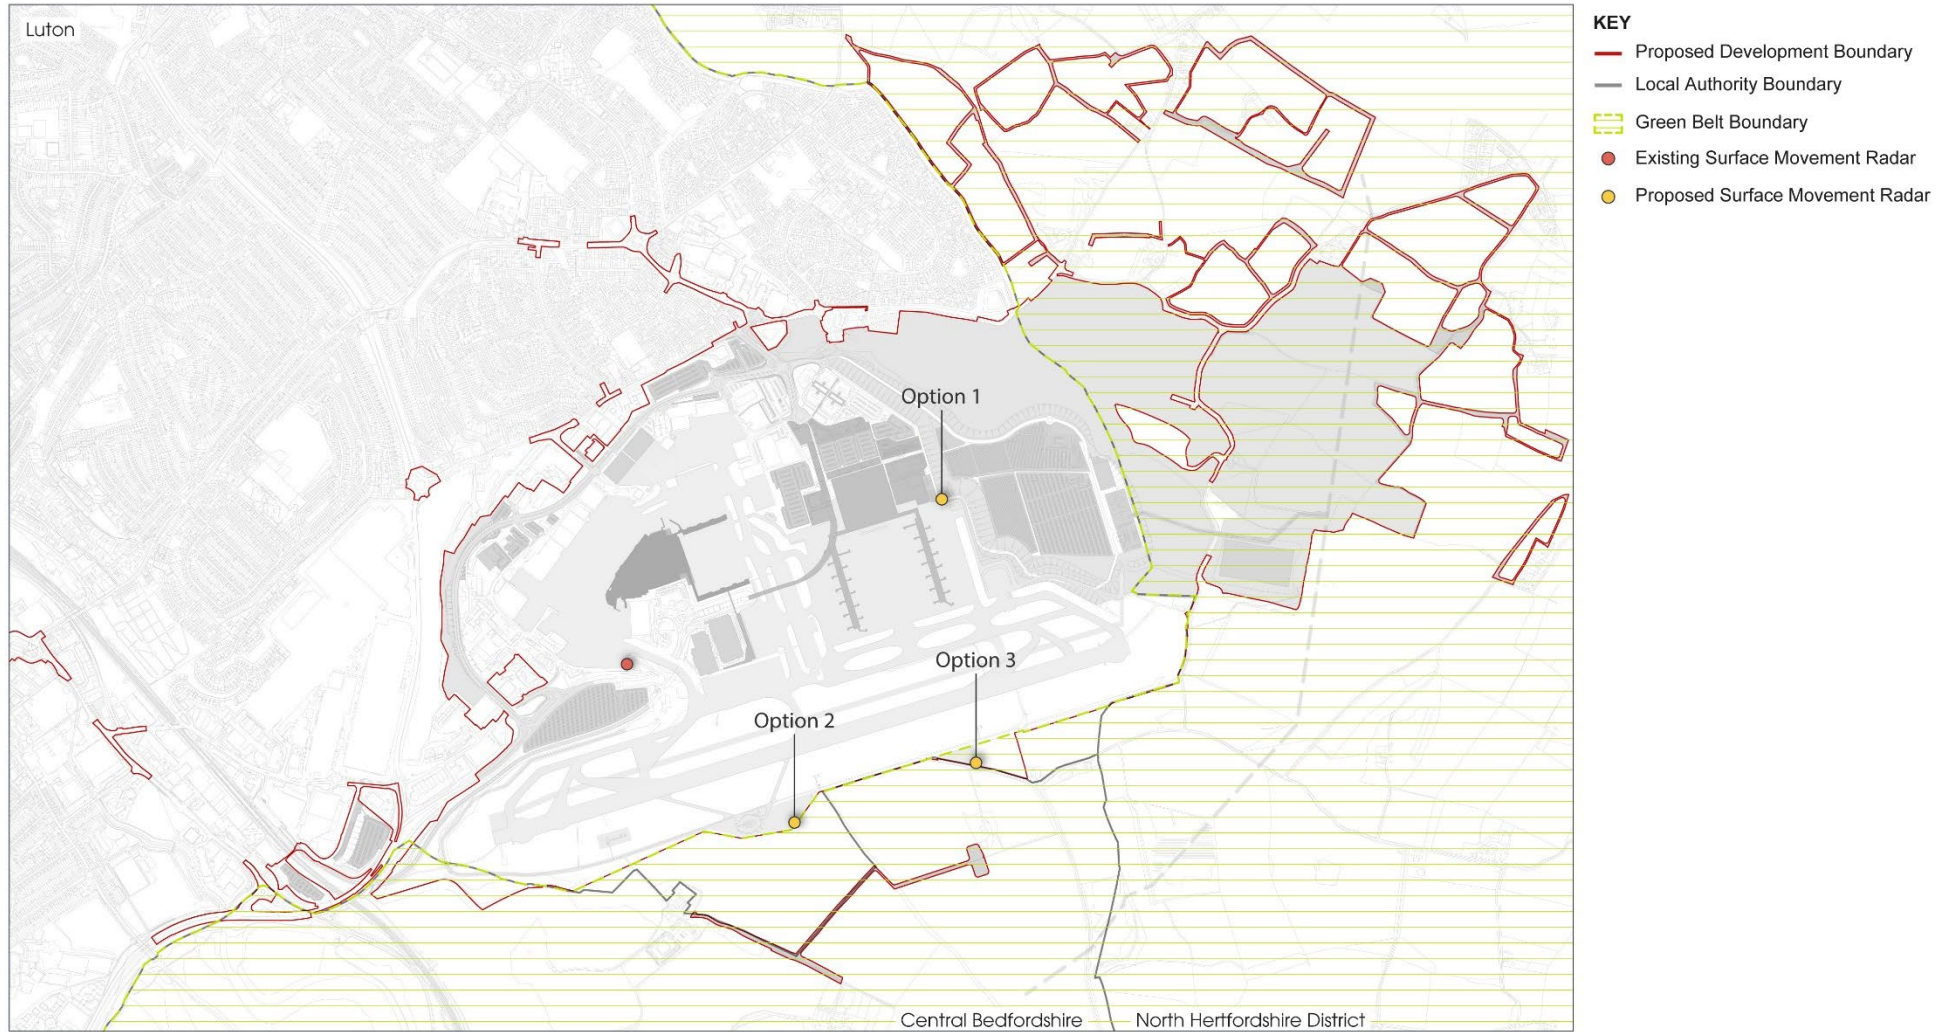 Luton
KEY
Proposed Development Boundary
Local Authority Boundary
Green Belt Boundary
Existing Surface Movement Radar
Proposed Surface Movement Radar
Option 1
Option 3
Option 2
Central Bedfordshire
North Hertfordshire District